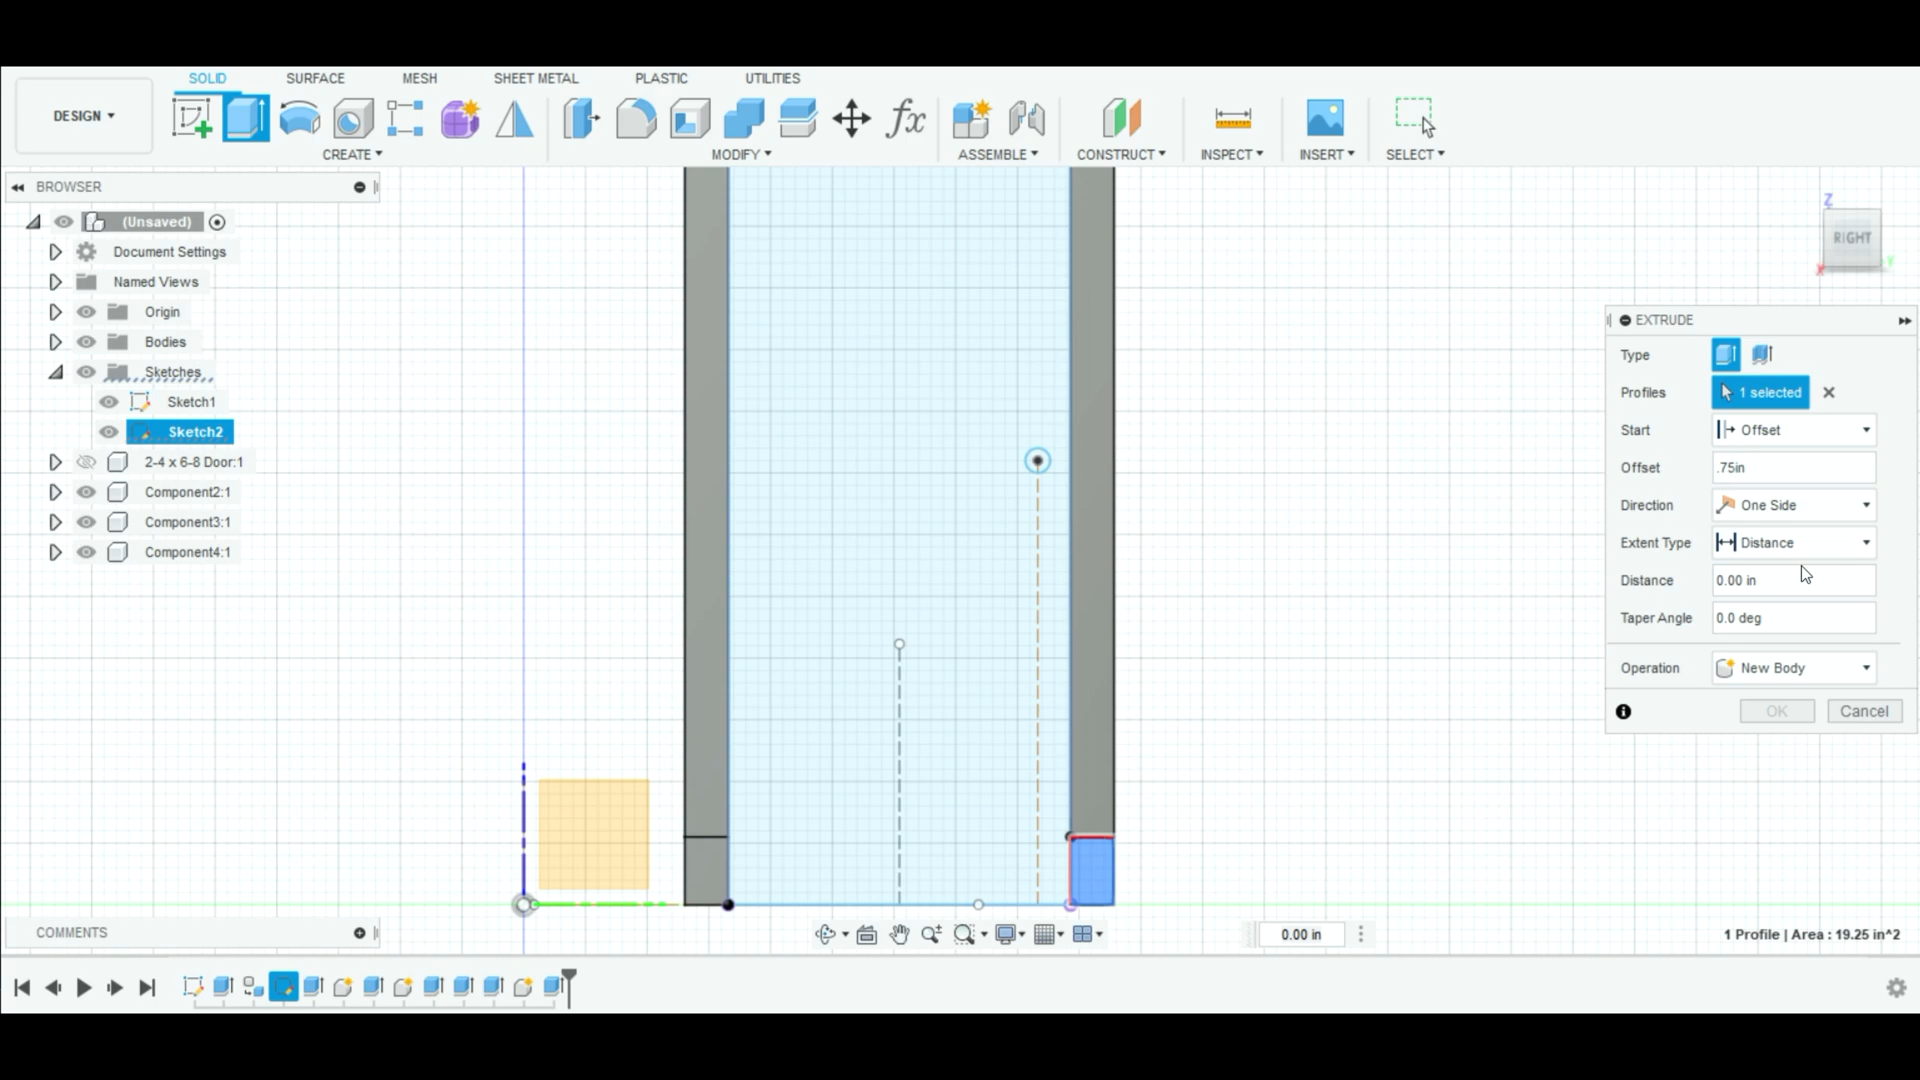 SOLID SURFACE MESH SHEET METAL PLASTIC UTILITIES
DESIGN
fx
CREATE MODIFY ASSEMBLE CONSTRUCT INSPECT INSERT SELECT
BROWSER
(Unsaved)
Document Settings
Named Views
Origin
Bodies
Sketches
Sketch1
Sketch2
2-4 x 6-8 Door:1
Component2:1
Component3:1
Component4:1
Z
RIGHT
X
Y
EXTRUDE
Type
Profiles 1 selected
Start Offset
Offset .75in
Direction One Side
Extent Type Distance
Distance 0.00 in
Taper Angle 0.0 deg
Operation New Body
OK Cancel
COMMENTS
0.00 in
1 Profile | Area : 19.25 in^2